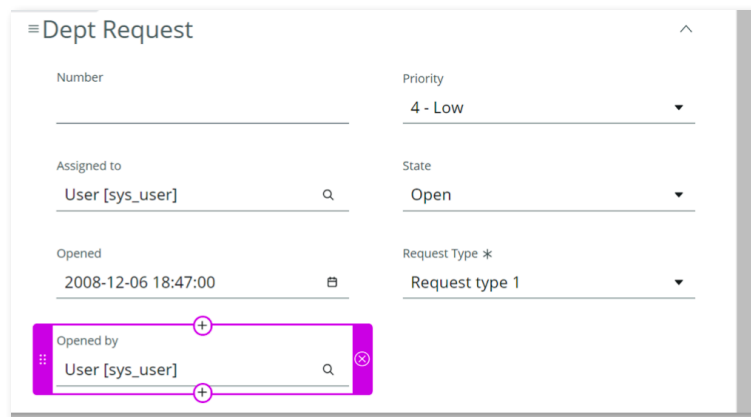 Dept Request
Number
Priority
4 - Low
Assigned to
State
User [sys_user]
Open
Opened
Request Type *
2008-12-06 18:47:00
Request type 1
Opened by
User [sys_user]